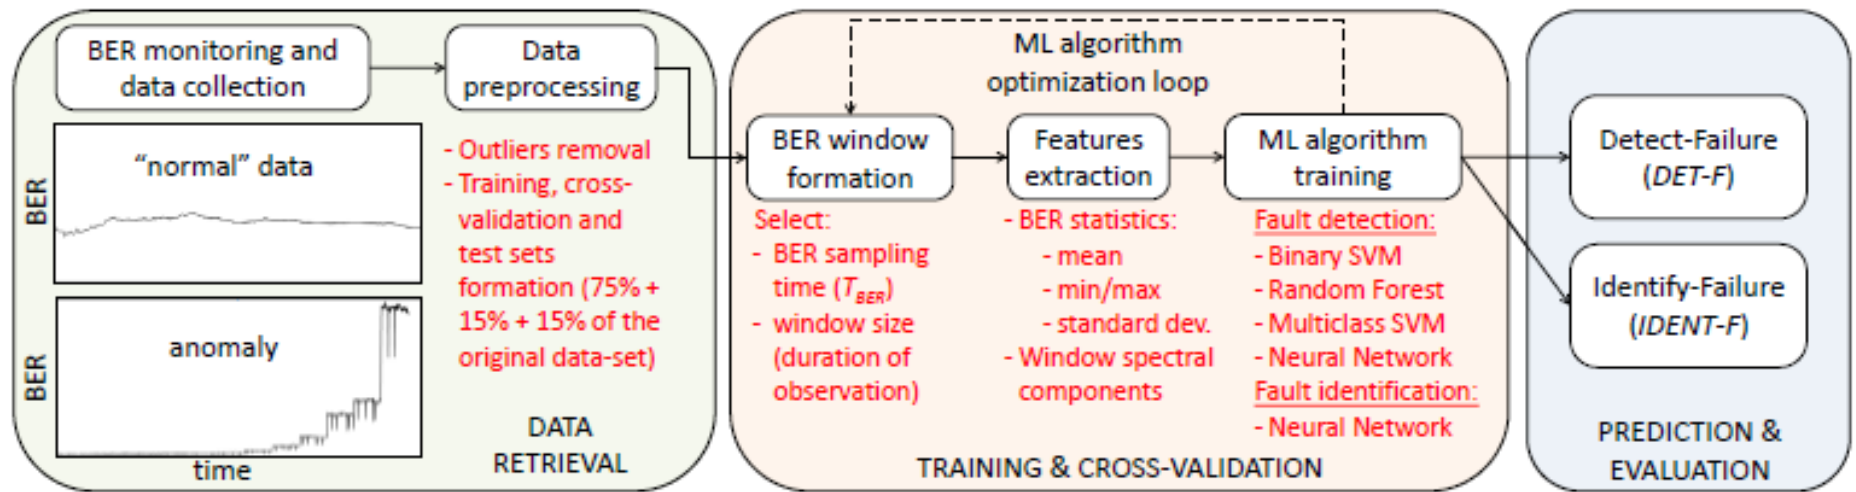 BER monitoring and
data collection
Data
preprocessing
BER
"normal" data
BER
anomaly
time
- Outliers removal
- Training, cross-
validation and
test sets
formation (75% +
15% + 15% of the
original data-set)
DATA
RETRIEVAL
ML algorithm
optimization loop
BER window
formation
Features
extraction
ML algorithm
training
Select:
- BER sampling
time (T_BER)
- window size
(duration of
observation)
- BER statistics:
- mean
- min/max
- standard dev.
- Window spectral
components
Fault detection:
- Binary SVM
- Random Forest
- Multiclass SVM
- Neural Network
Fault identification:
- Neural Network
TRAINING & CROSS-VALIDATION
Detect-Failure
(DET-F)
Identify-Failure
(IDENT-F)
PREDICTION &
EVALUATION